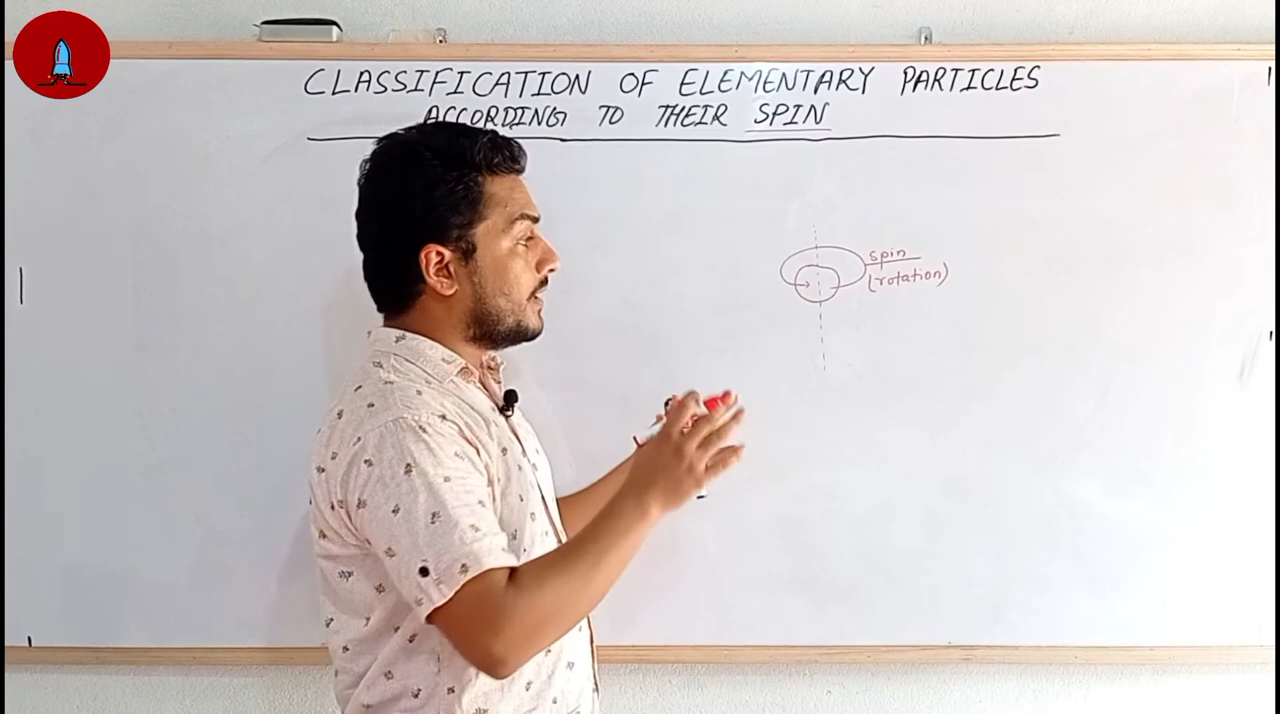 CLASSIFICATION OF ELEMENTARY PARTICLES
ACCORDING TO THEIR SPIN
spin
(rotation)